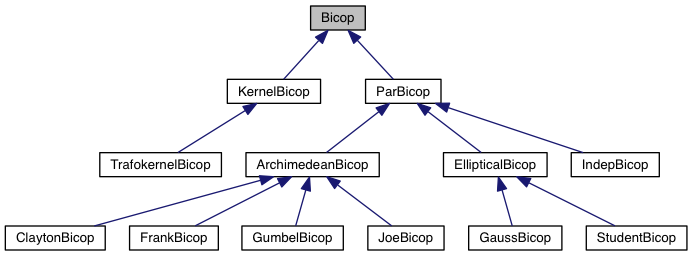 Bicop
KernelBicop
ParBicop
TrafokernelBicop
ArchimedeanBicop
EllipticalBicop
IndepBicop
ClaytonBicop
FrankBicop
GumbelBicop
JoeBicop
GaussBicop
StudentBicop